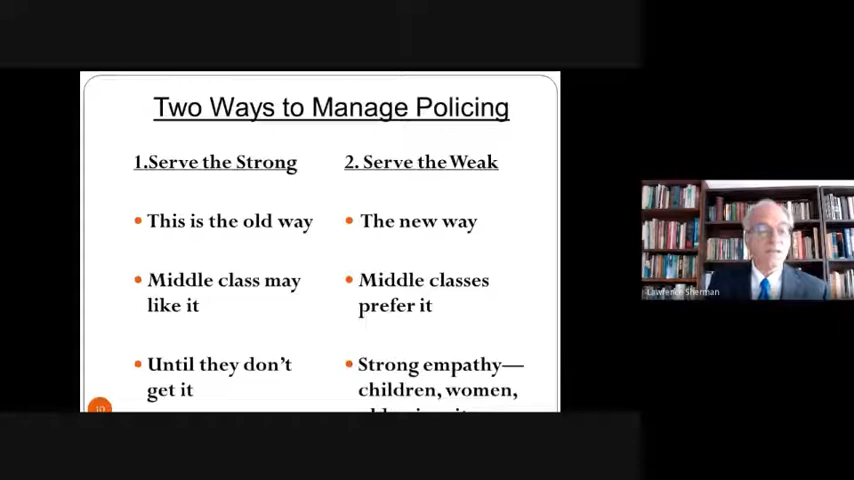 Two Ways to Manage Policing
1.Serve the Strong
• This is the old way
• Middle class may
like it
• Until they don't
get it
2. Serve the Weak
• The new way
• Middle classes
prefer it
• Strong empathy—
children, women,
10
Lawrence Sherman